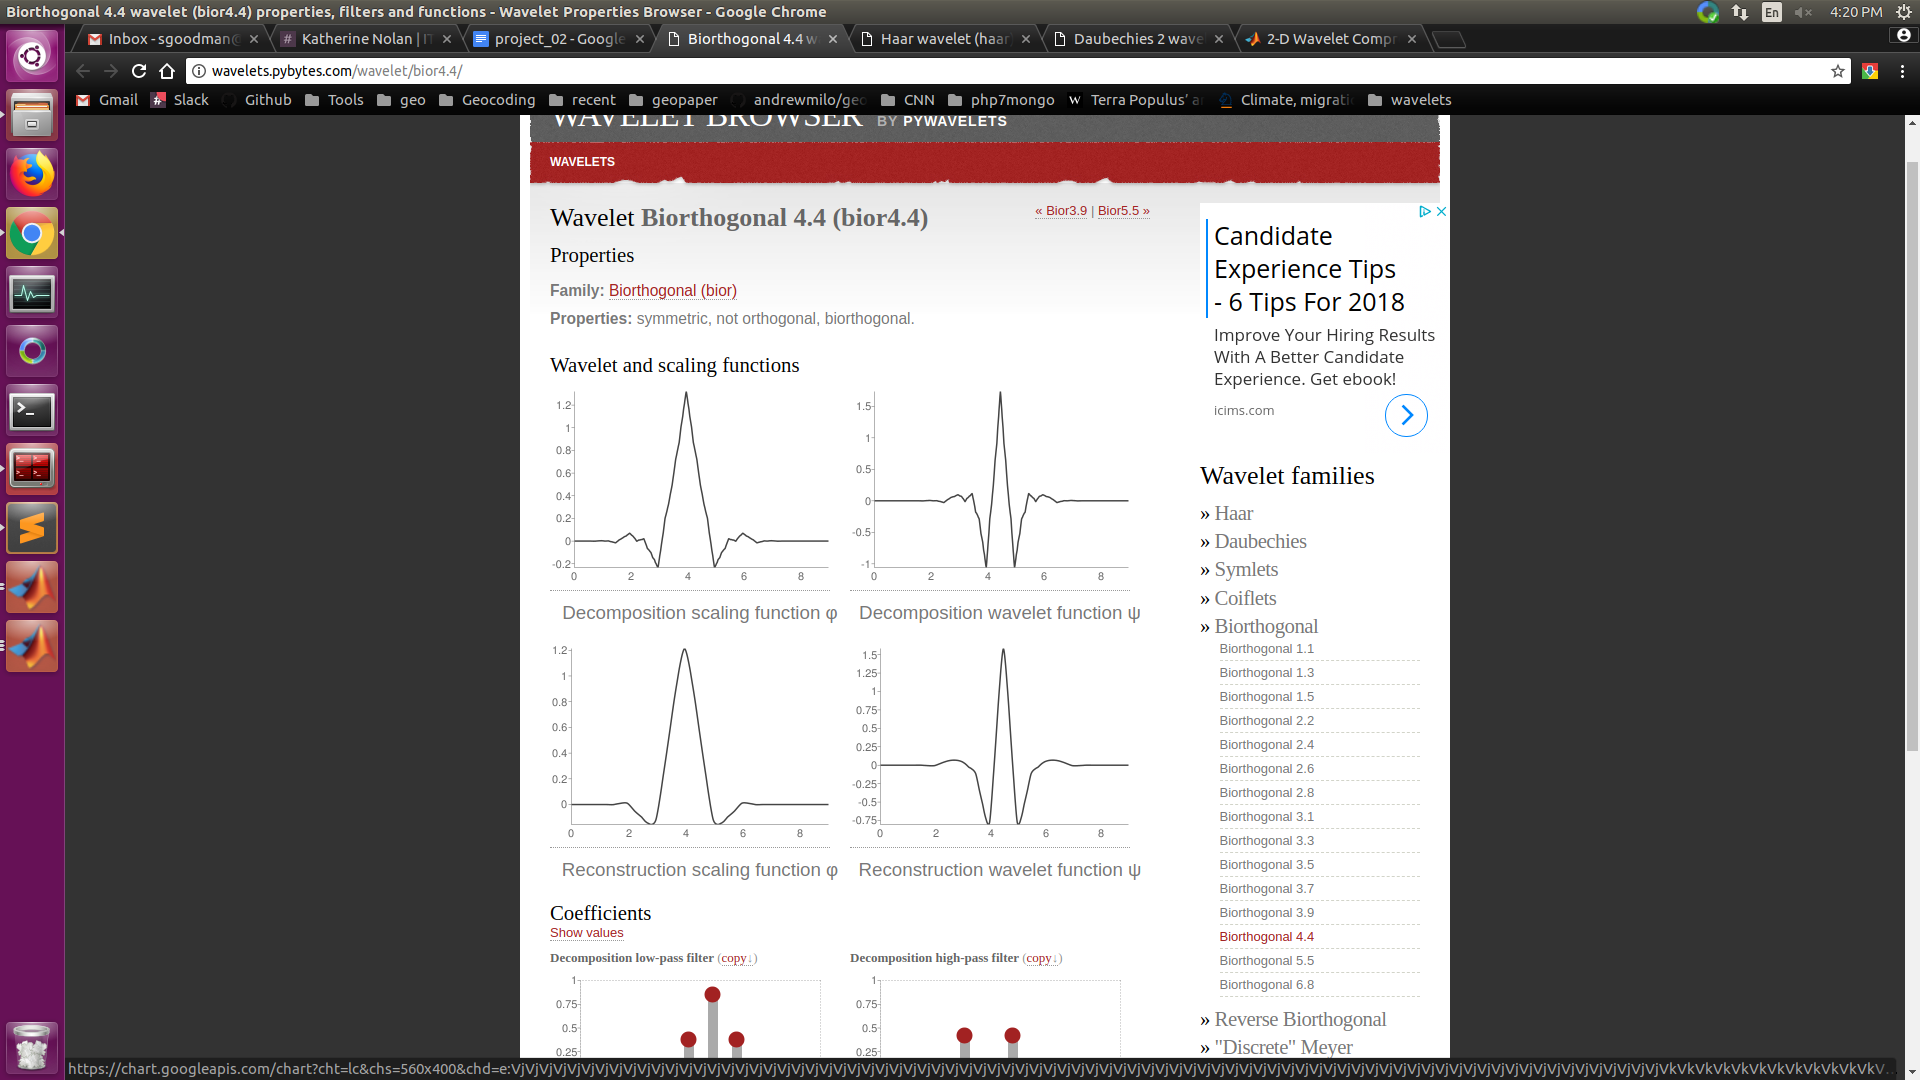 Biorthogonal 4.4 wavelet (bior4.4) properties, filters and functions - Wavelet Properties Browser - Google Chrome
En 4:20 PM
Inbox - sgoodman@
Katherine Nolan | IT
project_02 - Google
Biorthogonal 4.4 w
Haar wavelet (haar
Daubechies 2 wave
2-D Wavelet Compr
wavelets.pybytes.com/wavelet/bior4.4/
Gmail Slack Github Tools geo Geocoding recent geopaper andrewmilo/geo CNN php7mongo Terra Populus' a Climate, migrati wavelets
WAVELET BROWSER BY PYWAVELETS
WAVELETS
Wavelet Biorthogonal 4.4 (bior4.4)
« Bior3.9 | Bior5.5 »
Properties
Family: Biorthogonal (bior)
Properties: symmetric, not orthogonal, biorthogonal.
Wavelet and scaling functions
1.2
1
0.8
0.6
0.4
0.2
0
-0.2
0 2 4 6 8
Decomposition scaling function φ
1.5
1
0.5
0
-0.5
-1
0 2 4 6 8
Decomposition wavelet function ψ
1.2
1
0.8
0.6
0.4
0.2
0
0 2 4 6 8
Reconstruction scaling function φ
1.5
1.25
1
0.75
0.5
0.25
0
-0.25
-0.5
-0.75
0 2 4 6 8
Reconstruction wavelet function ψ
Coefficients
Show values
Decomposition low-pass filter (copy↓)
1
0.75
0.5
0.25
Decomposition high-pass filter (copy↓)
1
0.75
0.5
0.25
Candidate
Experience Tips
- 6 Tips For 2018
Improve Your Hiring Results
With A Better Candidate
Experience. Get ebook!
icims.com
Wavelet families
» Haar
» Daubechies
» Symlets
» Coiflets
» Biorthogonal
Biorthogonal 1.1
Biorthogonal 1.3
Biorthogonal 1.5
Biorthogonal 2.2
Biorthogonal 2.4
Biorthogonal 2.6
Biorthogonal 2.8
Biorthogonal 3.1
Biorthogonal 3.3
Biorthogonal 3.5
Biorthogonal 3.7
Biorthogonal 3.9
Biorthogonal 4.4
Biorthogonal 5.5
Biorthogonal 6.8
» Reverse Biorthogonal
» "Discrete" Meyer